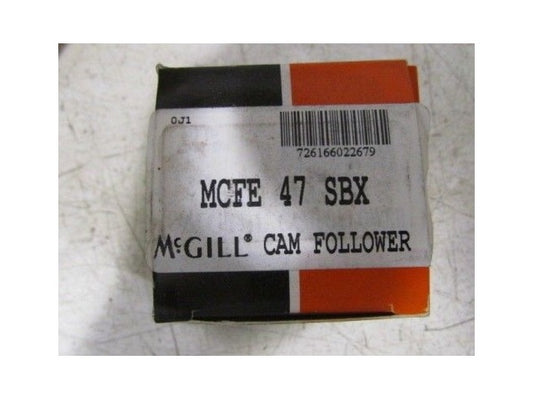 0J1
726166022679
MCFE 47 SBX
McGILL® CAM FOLLOWER